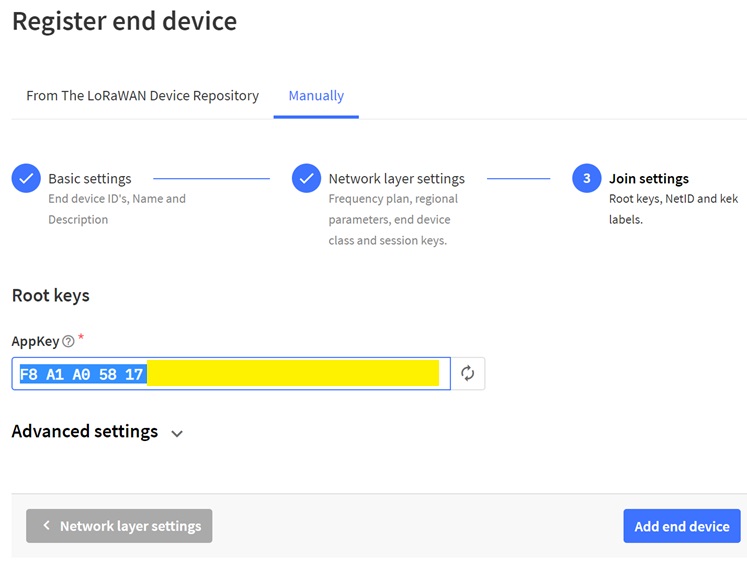 Register end device
From The LoRaWAN Device Repository
Manually
Basic settings
End device ID's, Name and
Description
Network layer settings
Frequency plan, regional
parameters, end device
class and session keys.
3
Join settings
Root keys, NetID and kek
labels.
Root keys
AppKey ? *
F8 A1 A0 58 17
Advanced settings
Network layer settings
Add end device